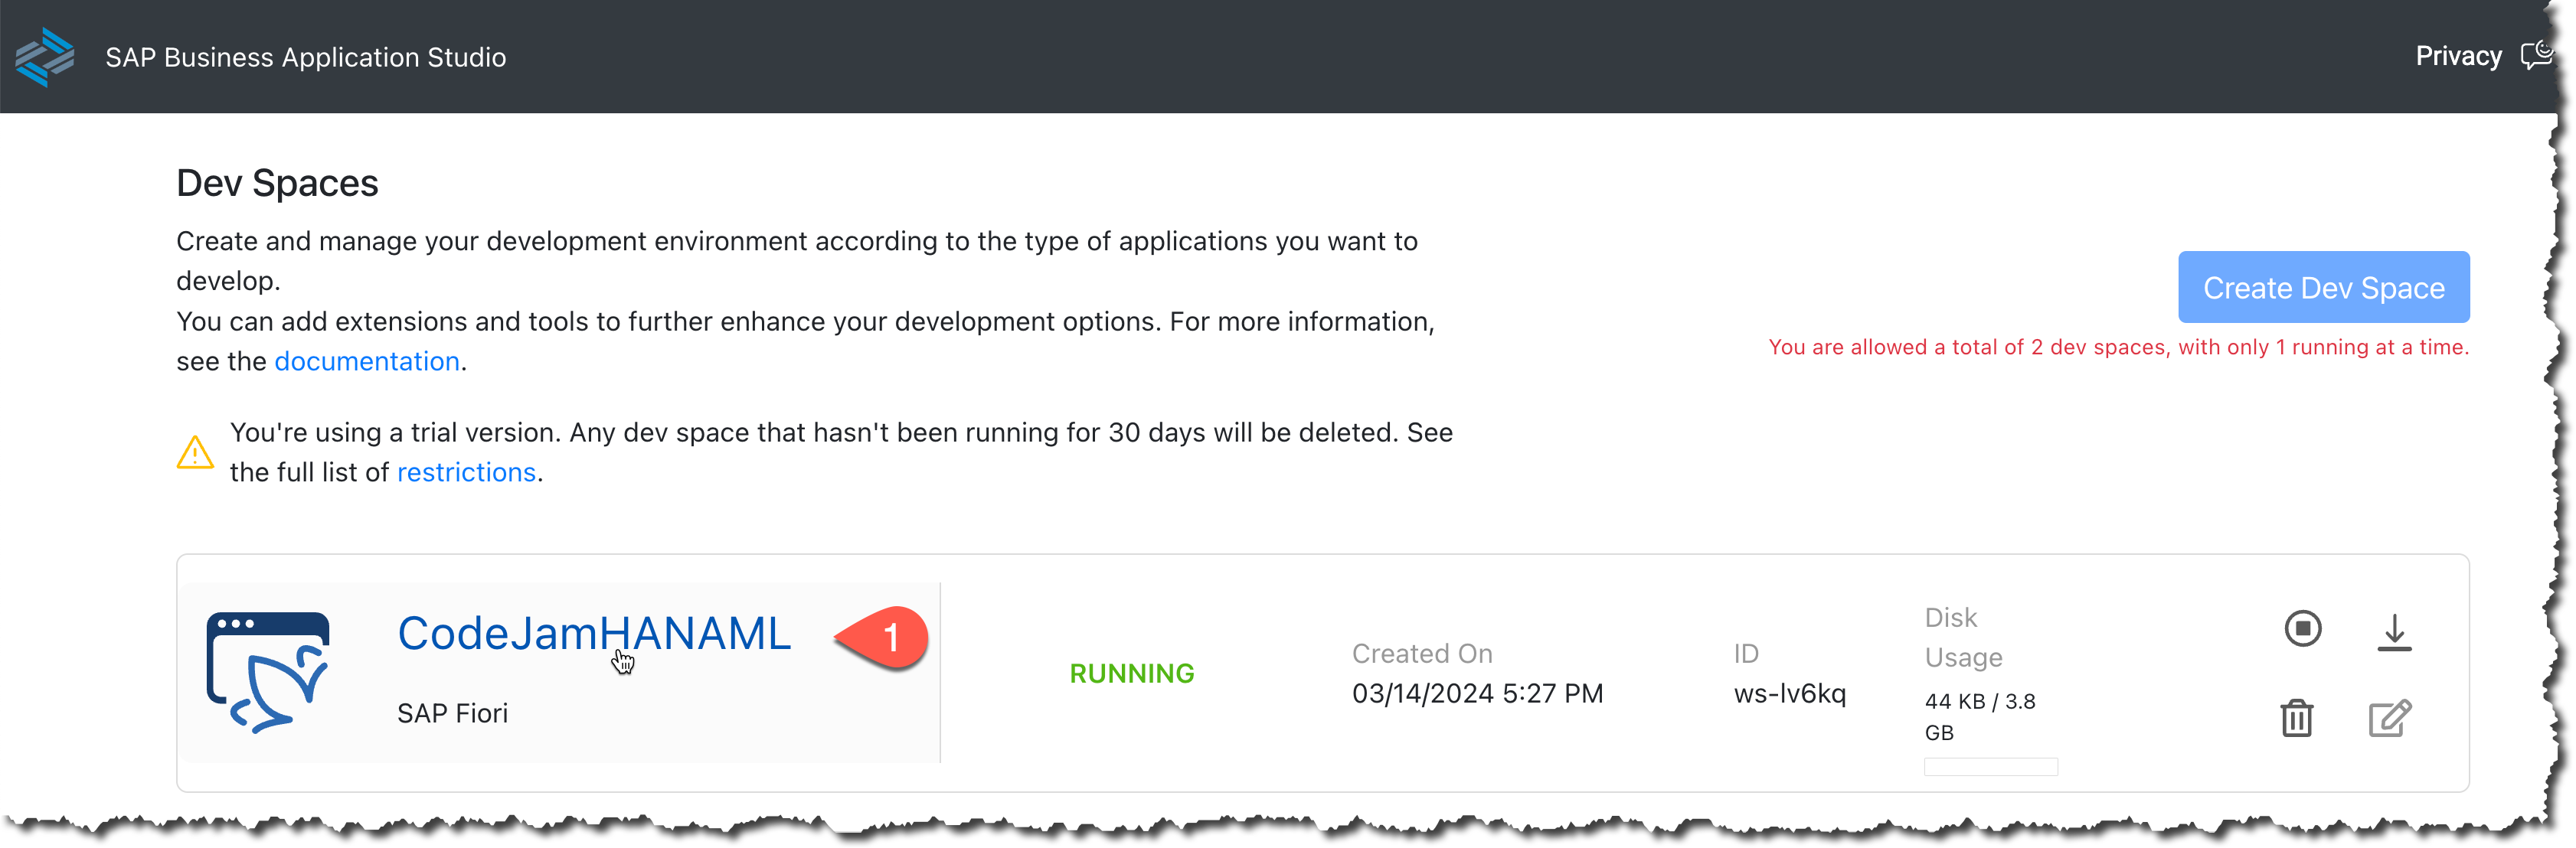 SAP Business Application Studio
Privacy
Dev Spaces
Create and manage your development environment according to the type of applications you want to
develop.
You can add extensions and tools to further enhance your development options. For more information,
see the documentation.
Create Dev Space
You are allowed a total of 2 dev spaces, with only 1 running at a time.
You're using a trial version. Any dev space that hasn't been running for 30 days will be deleted. See
the full list of restrictions.
CodeJamHANAML
1
SAP Fiori
RUNNING
Created On
03/14/2024 5:27 PM
ID
ws-lv6kq
Disk
Usage
44 KB / 3.8
GB